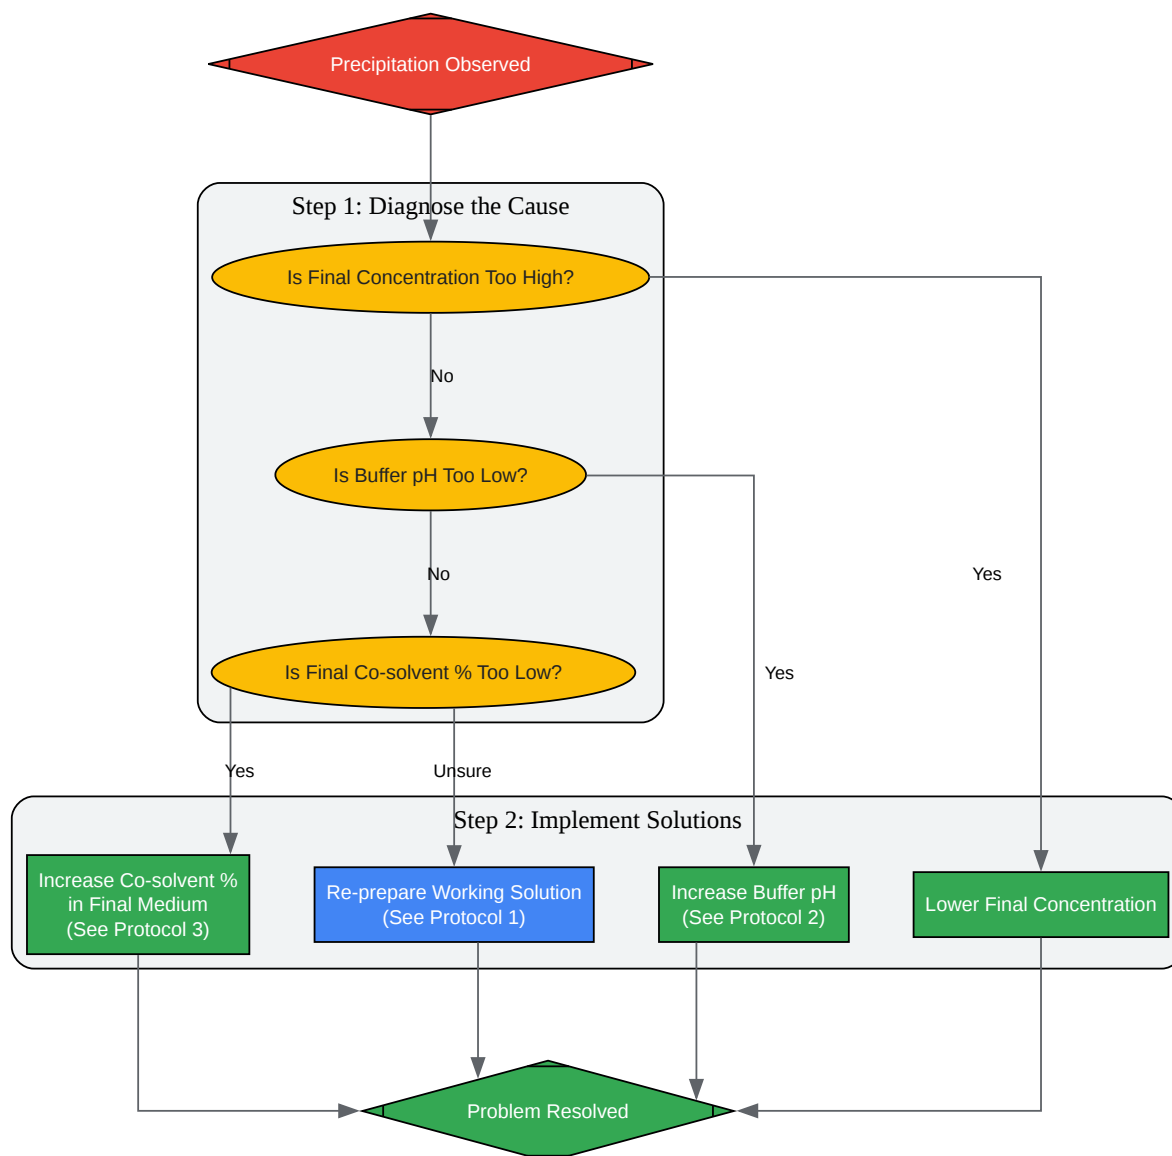 Precipitation Observed
Step 1: Diagnose the Cause
Is Final Concentration Too High?
No
Is Buffer pH Too Low?
No
Yes
Is Final Co-solvent % Too Low?
Yes
Yes
Unsure
Step 2: Implement Solutions
Increase Co-solvent %
in Final Medium
(See Protocol 3)
Re-prepare Working Solution
(See Protocol 1)
Increase Buffer pH
(See Protocol 2)
Lower Final Concentration
Problem Resolved